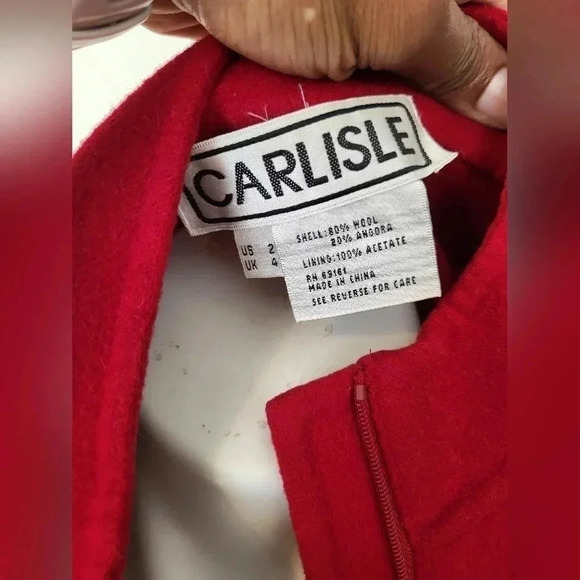 CARLISLE
US 2
UK 4
SHELL:80% WOOL
20% ANGORA
LINING:100% ACETATE
RN 69161
MADE IN CHINA
SEE REVERSE FOR CARE